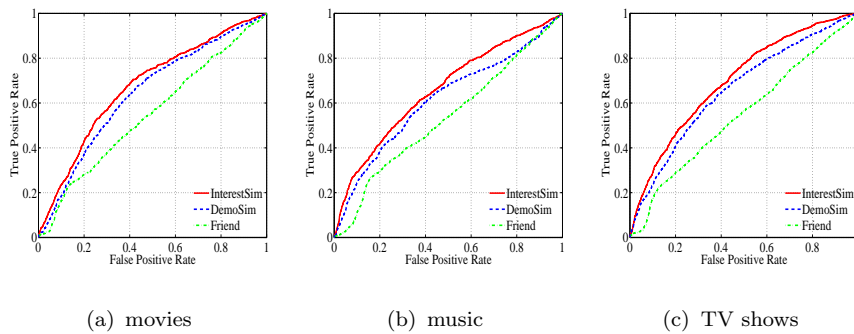 1
0.8
0.6
0.4
0.2
0
0
0.2
0.4
0.6
0.8
1
True Positive Rate
False Positive Rate
InterestSim
DemoSim
Friend
(a) movies
1
0.8
0.6
0.4
0.2
0
0
0.2
0.4
0.6
0.8
1
True Positive Rate
False Positive Rate
InterestSim
DemoSim
Friend
(b) music
1
0.8
0.6
0.4
0.2
0
0
0.2
0.4
0.6
0.8
True Positive Rate
False Positive Rate
InterestSim
DemoSim
Friend
(c) TV shows